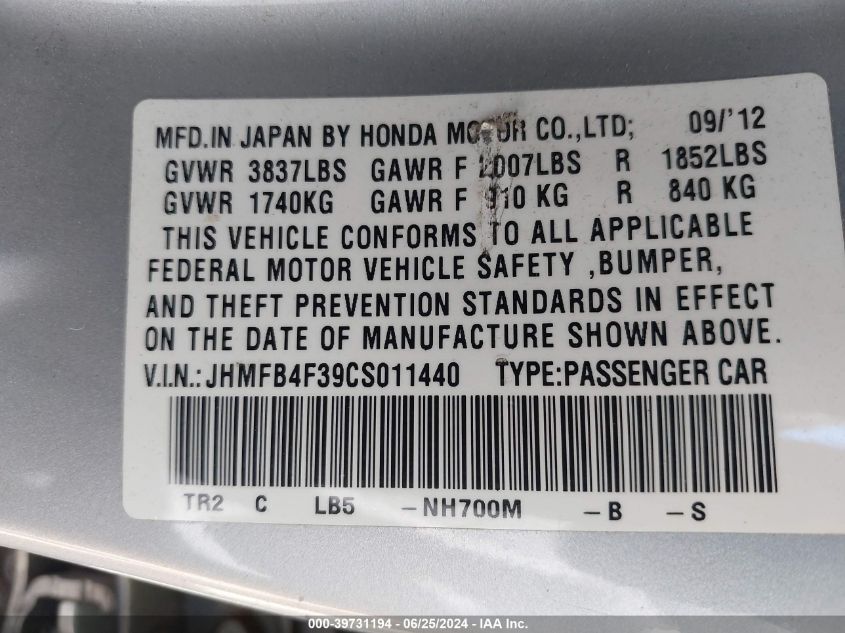 MFD.IN JAPAN BY HONDA MOTOR CO.,LTD; 09/'12
GVWR 3837LBS GAWR F 2007LBS R 1852LBS
GVWR 1740KG GAWR F 910 KG R 840 KG
THIS VEHICLE CONFORMS TO ALL APPLICABLE
FEDERAL MOTOR VEHICLE SAFETY ,BUMPER,
AND THEFT PREVENTION STANDARDS IN EFFECT
ON THE DATE OF MANUFACTURE SHOWN ABOVE.
V.I.N.: JHMFB4F39CS011440 TYPE:PASSENGER CAR
TR2 C LB5 -NH700M -B -S
000-39731194 - 06/25/2024 - IAA Inc.